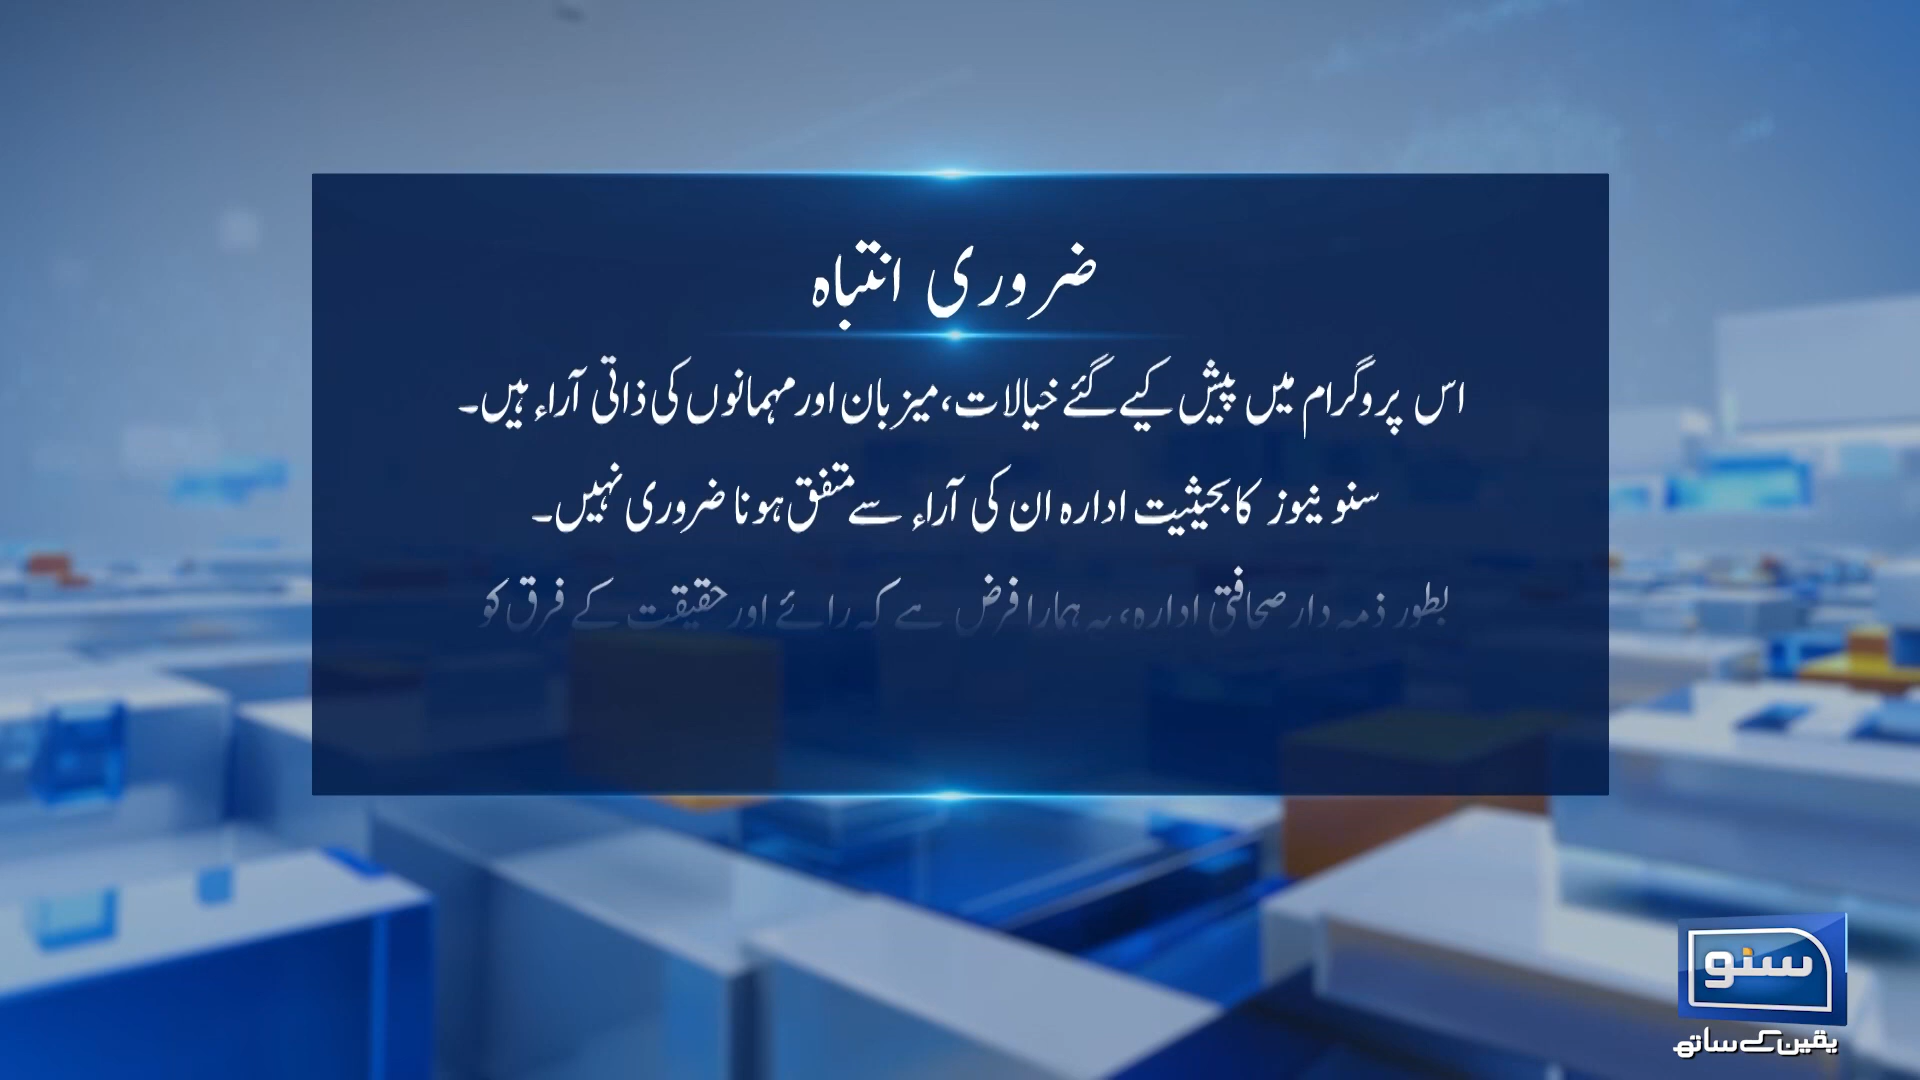 ضروری انتباہ
اس پروگرام میں پیش کیے گئے خیالات، میزبان اور مہمانوں کی ذاتی آراء ہیں۔
سنو نیوز کا بحیثیت ادارہ ان کی آراء سے متفق ہونا ضروری نہیں۔
بطور ذمہ دار صحافتی ادارہ، یہ ہمارا فرض ہے کہ رائے اور حقیقت کے فرق کو
سنو
یقین کے ساتھ